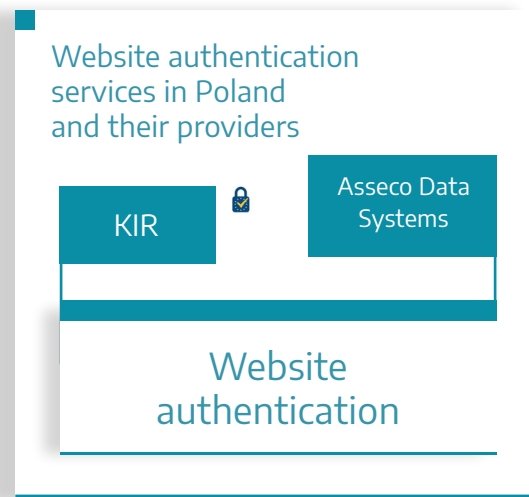 Website authentication
services in Poland
and their providers
KIR
Asseco Data
Systems
Website
authentication